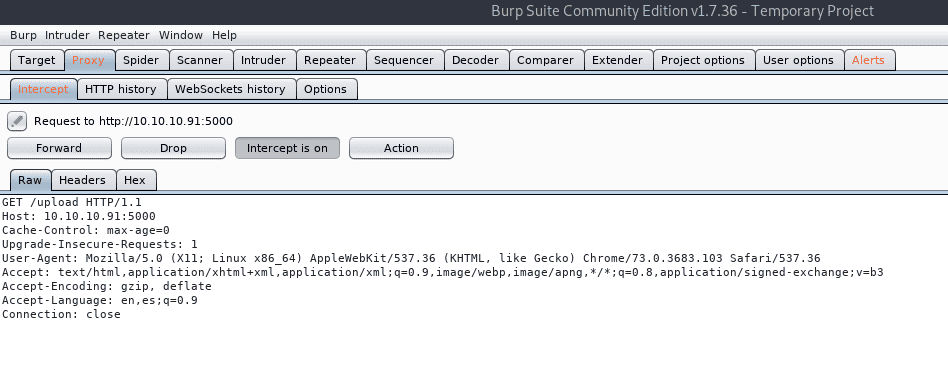 Burp Suite Community Edition v1.7.36 - Temporary Project
Burp Intruder Repeater Window Help
Target Proxy Spider Scanner Intruder Repeater Sequencer Decoder Comparer Extender Project options User options Alerts
Intercept HTTP history WebSockets history Options
Request to http://10.10.10.91:5000
Forward Drop Intercept is on Action
Raw Headers Hex
GET /upload HTTP/1.1
Host: 10.10.10.91:5000
Cache-Control: max-age=0
Upgrade-Insecure-Requests: 1
User-Agent: Mozilla/5.0 (X11; Linux x86_64) AppleWebKit/537.36 (KHTML, like Gecko) Chrome/73.0.3683.103 Safari/537.36
Accept: text/html,application/xhtml+xml,application/xml;q=0.9,image/webp,image/apng,*/*;q=0.8,application/signed-exchange;v=b3
Accept-Encoding: gzip, deflate
Accept-Language: en,es;q=0.9
Connection: close